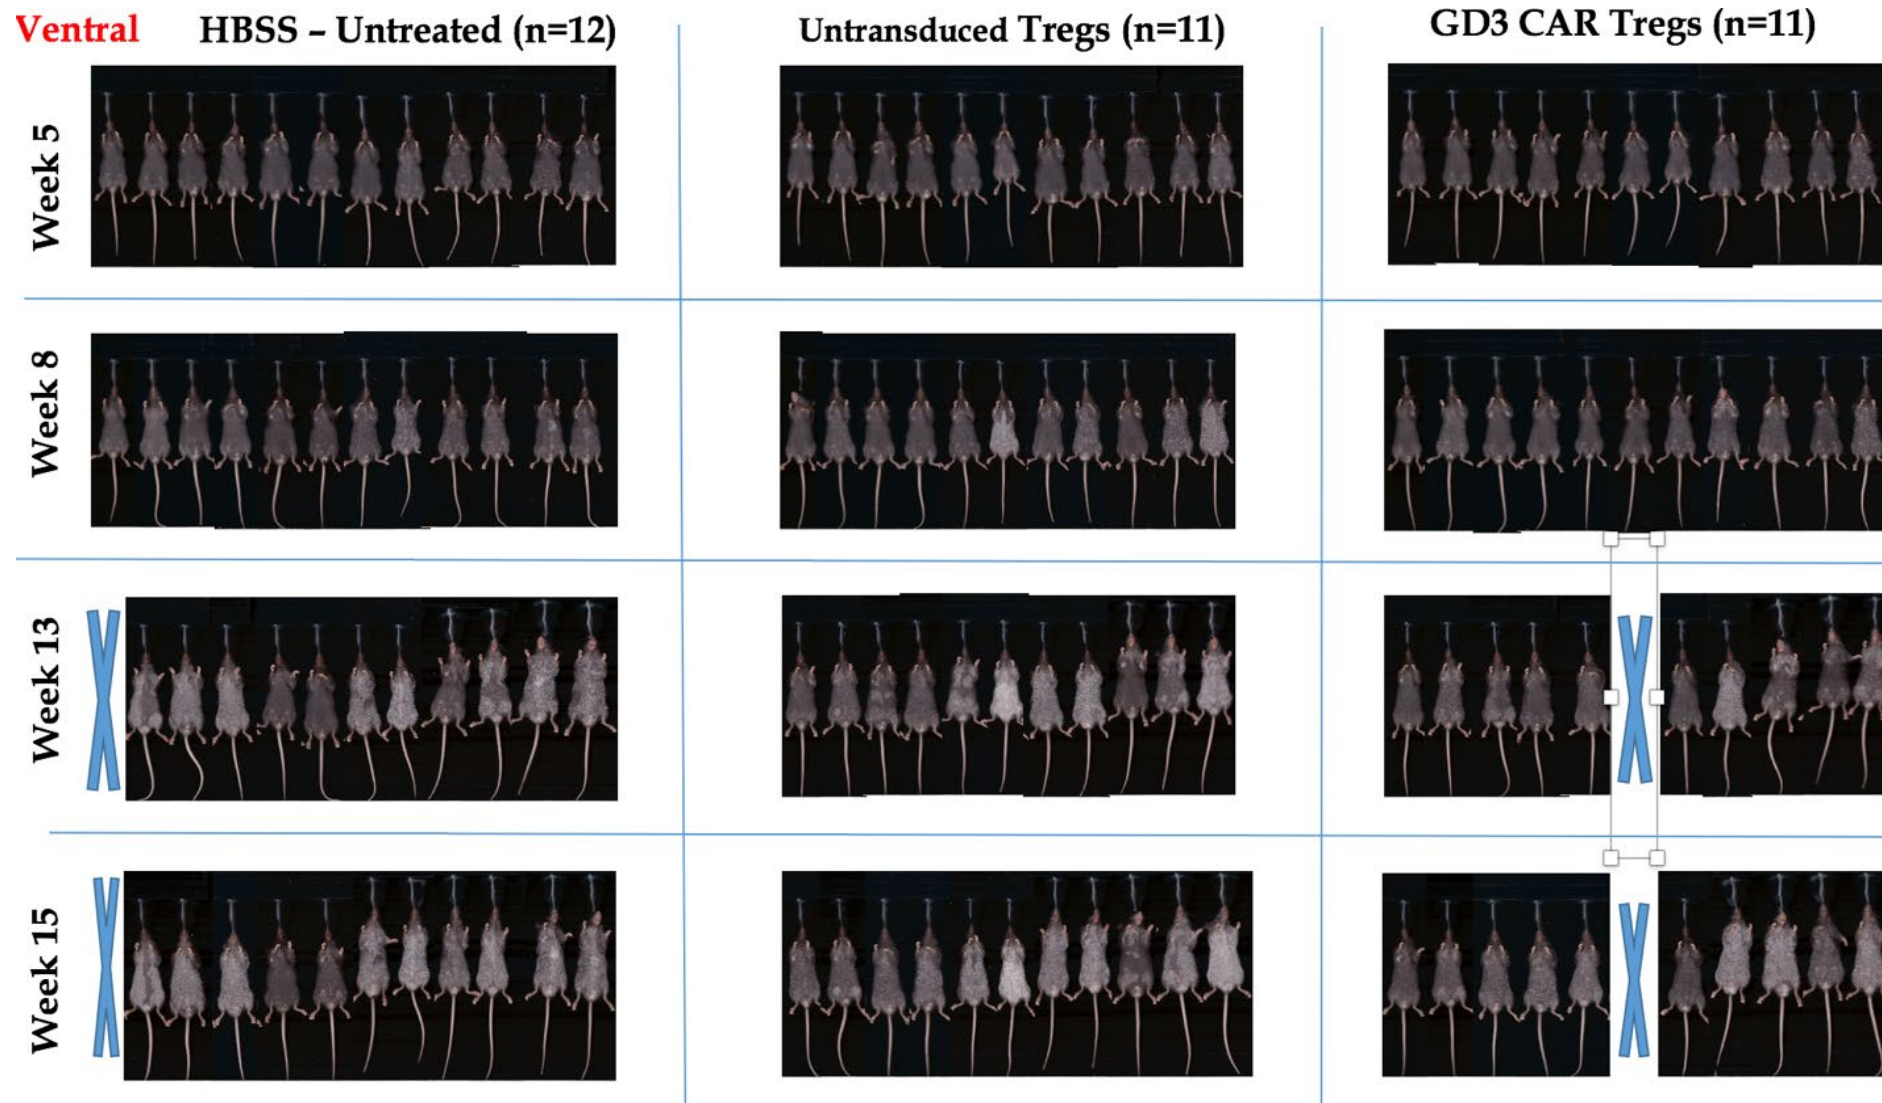 Ventral HBSS – Untreated (n=12) Untransduced Tregs (n=11) GD3 CAR Tregs (n=11)
Week 5
Week 8
Week 13
Week 15